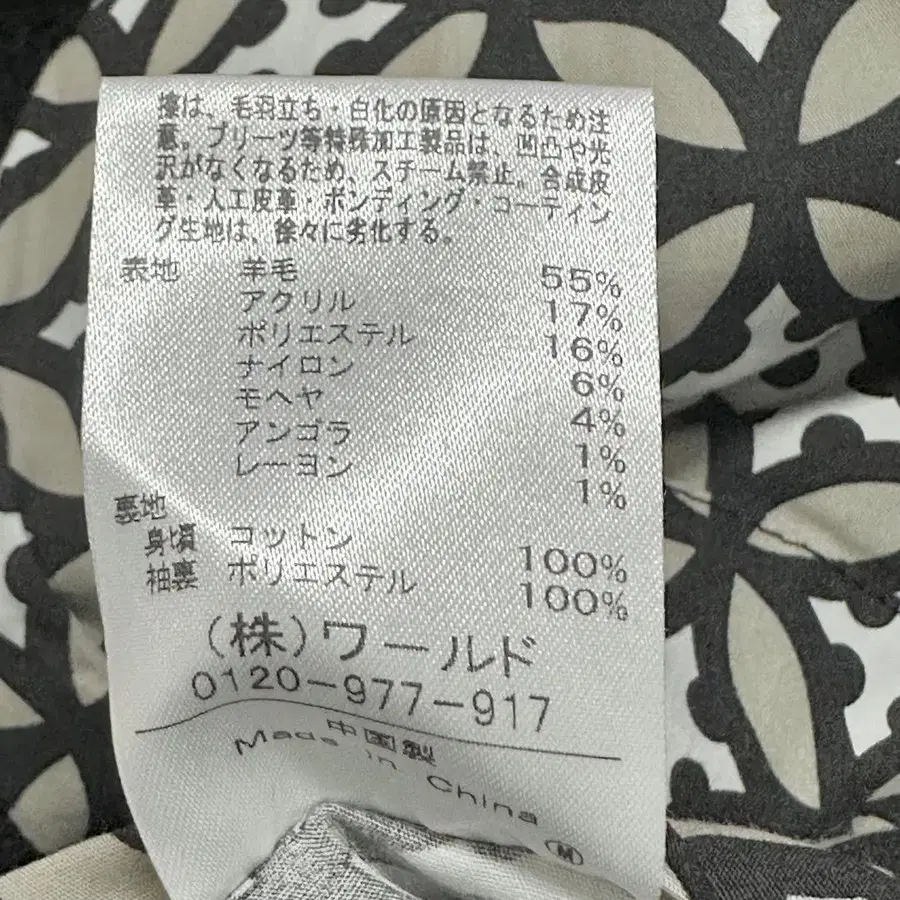 擦は、毛羽立ち・白化の原因となるため注
意。プリーツ等特殊加工製品は、凹凸や光
沢がなくなるため、スチーム禁止。合成皮
革・人工皮革・ボンディング・コーティン
グ生地は、徐々に劣化する。
表地 羊毛 55%
アクリル 17%
ポリエステル 16%
ナイロン 6%
モヘヤ 4%
アンゴラ 1%
レーヨン 1%
裏地
身頃 コットン 100%
袖裏 ポリエステル 100%
(株)ワールド
0120-977-917
中国製
Made in China
M